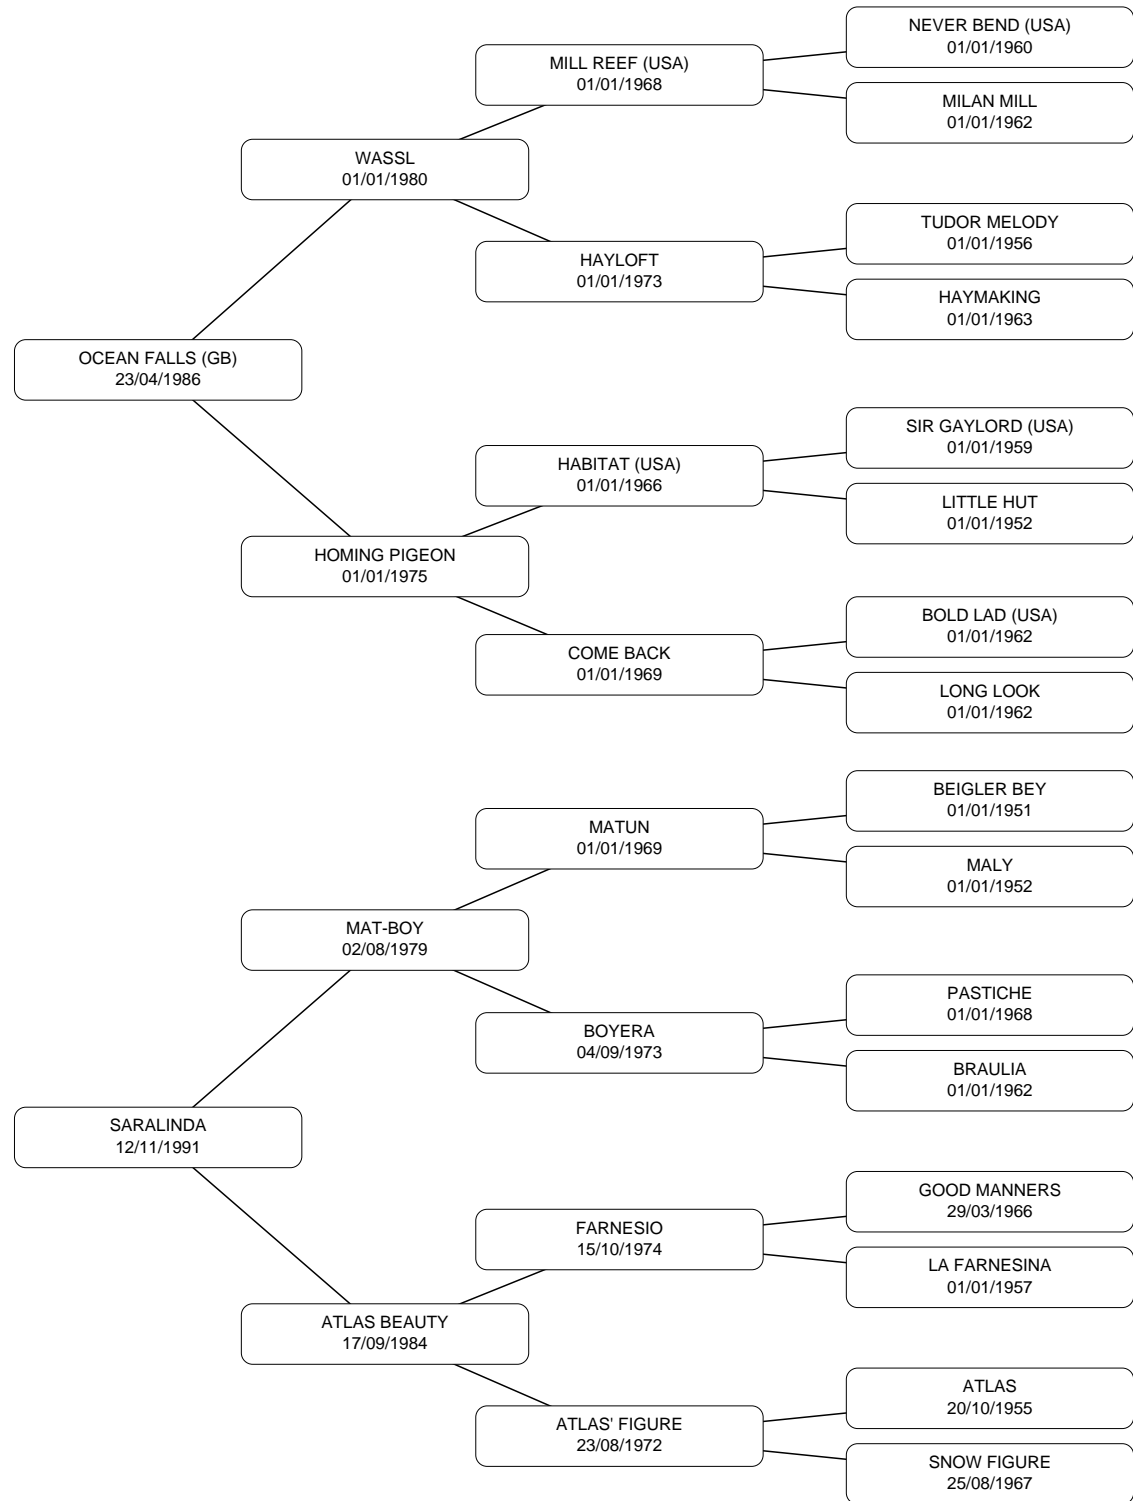 NEVER BEND (USA)
01/01/1960
MILL REEF (USA)
01/01/1968
MILAN MILL
01/01/1962
WASSL
01/01/1980
TUDOR MELODY
01/01/1956
HAYLOFT
01/01/1973
HAYMAKING
01/01/1963
OCEAN FALLS (GB)
23/04/1986
SIR GAYLORD (USA)
01/01/1959
HABITAT (USA)
01/01/1966
LITTLE HUT
01/01/1952
HOMING PIGEON
01/01/1975
BOLD LAD (USA)
01/01/1962
COME BACK
01/01/1969
LONG LOOK
01/01/1962
BEIGLER BEY
01/01/1951
MATUN
01/01/1969
MALY
01/01/1952
MAT-BOY
02/08/1979
PASTICHE
01/01/1968
BOYERA
04/09/1973
BRAULIA
01/01/1962
SARALINDA
12/11/1991
GOOD MANNERS
29/03/1966
FARNESIO
15/10/1974
LA FARNESINA
01/01/1957
ATLAS BEAUTY
17/09/1984
ATLAS
20/10/1955
ATLAS' FIGURE
23/08/1972
SNOW FIGURE
25/08/1967